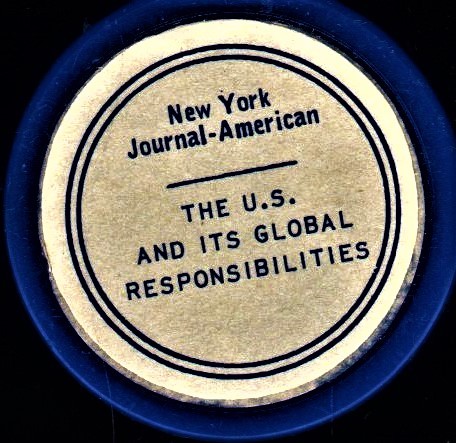 New York
Journal-American
THE U.S.
AND ITS GLOBAL
RESPONSIBILITIES